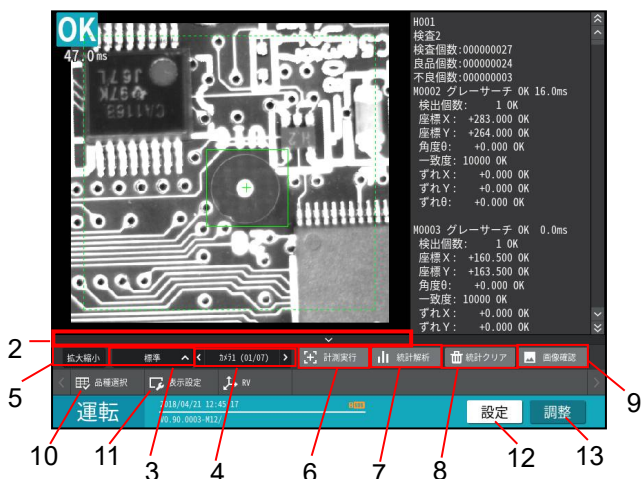 OK
47.0ms
H001
検査2
検査個数:000000027
良品個数:000000024
不良個数:000000003
M0002 グレーサーチ OK 16.0ms
検出個数: 1 OK
座標X: +283.000 OK
座標Y: +264.000 OK
角度θ: +0.000 OK
一致度: 10000 OK
ずれX: +0.000 OK
ずれY: +0.000 OK
ずれθ: +0.000 OK
M0003 グレーサーチ OK 0.0ms
検出個数: 1 OK
座標X: +160.500 OK
座標Y: +163.500 OK
角度θ: +0.000 OK
一致度: 10000 OK
ずれX: +0.000 OK
ずれY: +0.000 OK
2
拡大縮小 標準 カメラ1 (01/07) 計測実行 統計解析 統計クリア 画像確認
5
9
品種選択 表示設定 RV
運転
2018/04/21 12:45:17
V0.90.0003-M12/
設定 調整
10 11 3 4 6 7 8 12 13